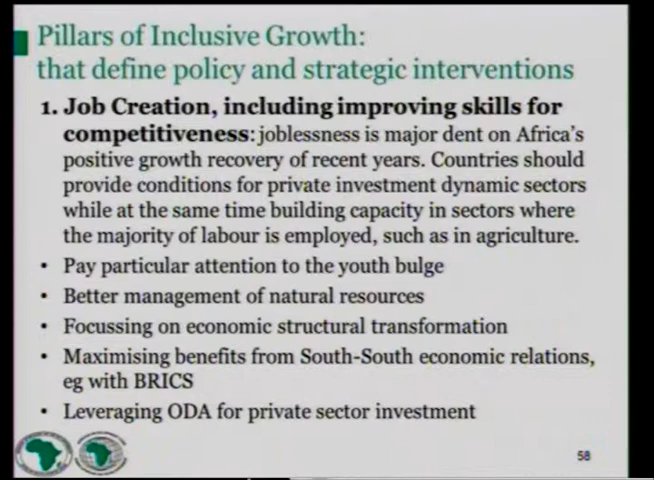 Pillars of Inclusive Growth:
that define policy and strategic interventions
1. Job Creation, including improving skills for
competitiveness: joblessness is major dent on Africa's
positive growth recovery of recent years. Countries should
provide conditions for private investment dynamic sectors
while at the same time building capacity in sectors where
the majority of labour is employed, such as in agriculture.
• Pay particular attention to the youth bulge
• Better management of natural resources
• Focussing on economic structural transformation
• Maximising benefits from South-South economic relations,
eg with BRICS
• Leveraging ODA for private sector investment
58